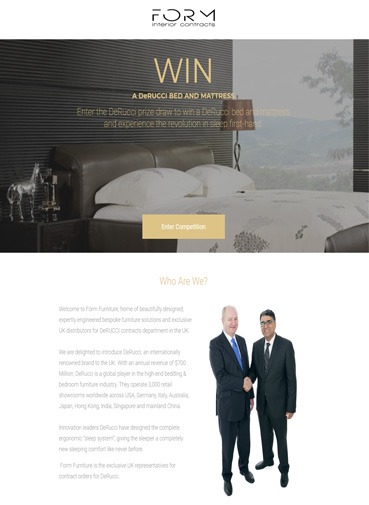 FORM
interior contracts
WIN
A DeRUCCI BED AND MATTRESS
Enter the DeRucci prize draw to win a DeRucci bed and mattress
and experience the revolution in sleep first-hand
Enter Competition
Who Are We?
Welcome to Form Furniture, home of beautifully designed,
expertly engineered bespoke furniture solutions and exclusive
UK distributors for DeRUCCI contracts department in the UK.
We are delighted to introduce DeRucci, an internationally
renowned brand to the UK. With an annual revenue of $700
Million, DeRucci is a global player in the high-end bedding &
bedroom furniture industry. They operate 3,000 retail
showrooms worldwide across USA, Germany, Italy, Australia,
Japan, Hong Kong, India, Singapore and mainland China.
Innovation leaders DeRucci have designed the complete
ergonomic "sleep system", giving the sleeper a completely
new sleeping comfort like never before.
Form Furniture is the exclusive UK representatives for
contract orders for DeRucci.